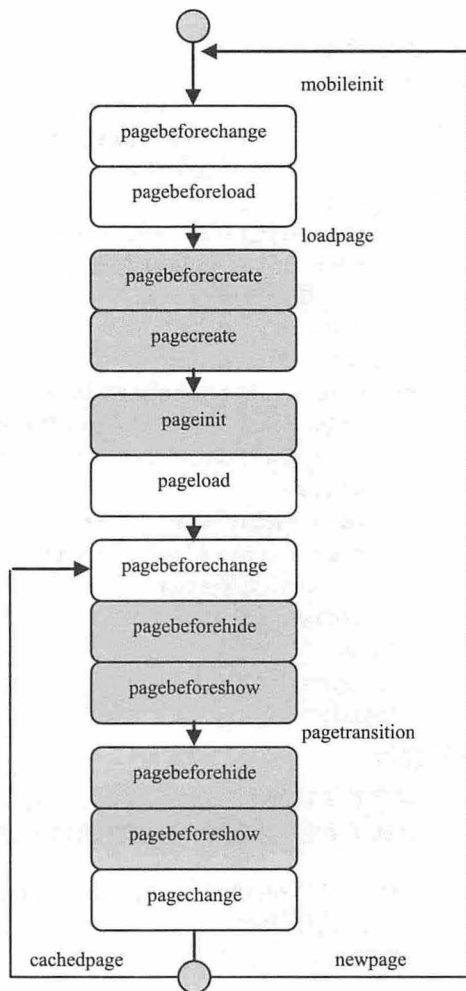 mobileinit
pagebeforechange
pagebeforeload
loadpage
pagebeforecreate
pagecreate
pageinit
pageload
pagebeforechange
pagebeforehide
pagebeforeshow
pagetransition
pagebeforehide
pagebeforeshow
pagechange
cachedpage
newpage